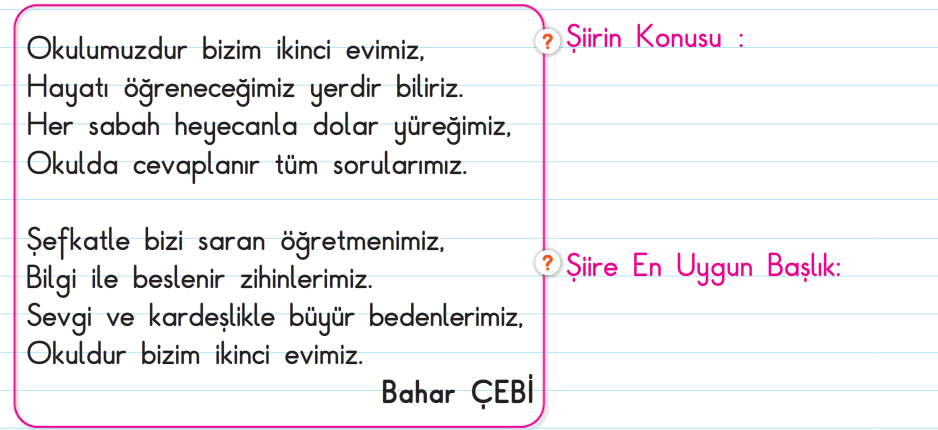 Okulumuzdur bizim ikinci evimiz,
Hayatı öğreneceğimiz yerdir biliriz.
Her sabah heyecanla dolar yüreğimiz,
Okulda cevaplanır tüm sorularımız.
Şefkatle bizi saran öğretmenimiz,
Bilgi ile beslenir zihinlerimiz.
Sevgi ve kardeşlikle büyür bedenlerimiz,
Okuldur bizim ikinci evimiz.
Bahar ÇEBİ
? Şiirin Konusu :
? Şiire En Uygun Başlık: